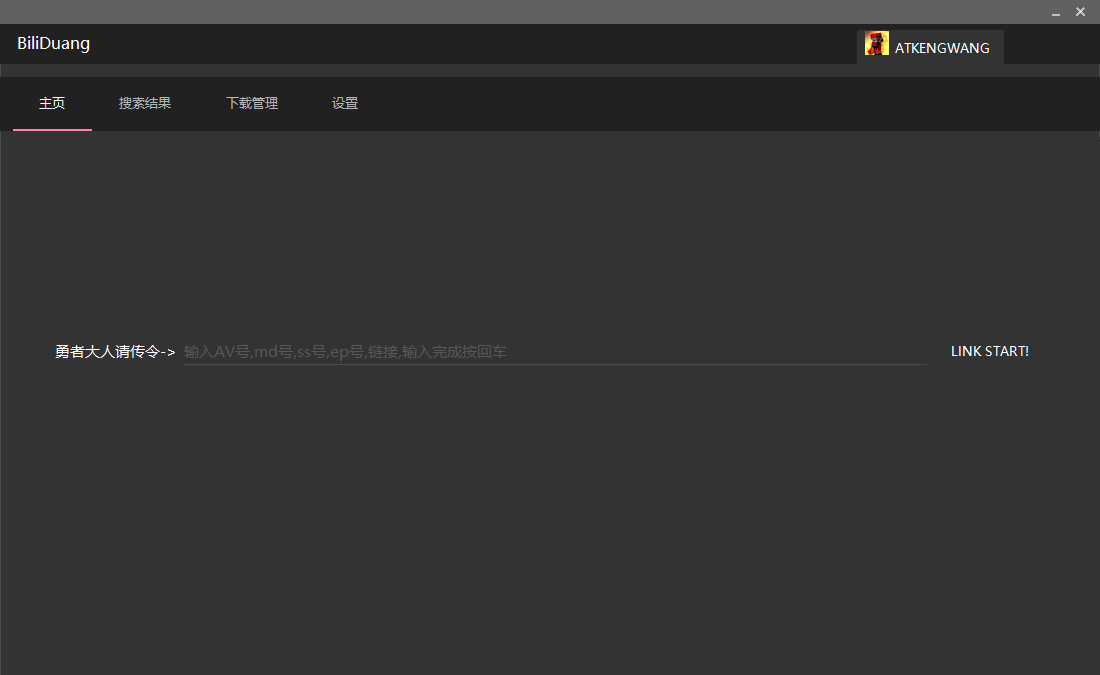 BiliDuang
ATKENGWANG
主页 搜索结果 下载管理 设置
勇者大人请传令-> 输入AV号,md号,ss号,ep号,链接,输入完成按回车 LINK START!